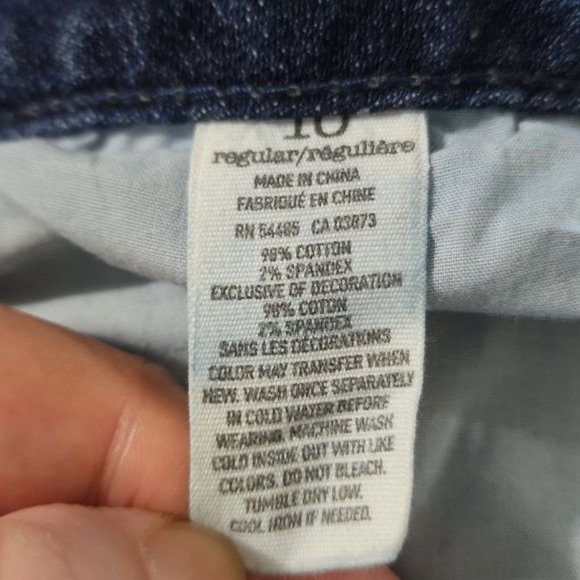 10
regular/régulière
MADE IN CHINA
FABRIQUÉ EN CHINE
RN 54485 CA 03873
98% COTTON
2% SPANDEX
EXCLUSIVE OF DECORATION
98% COTON
2% SPANDEX
SANS LES DÉCORATIONS
COLOR MAY TRANSFER WHEN
NEW. WASH ONCE SEPARATELY
IN COLD WATER BEFORE
WEARING. MACHINE WASH
COLD INSIDE OUT WITH LIKE
COLORS. DO NOT BLEACH.
TUMBLE DRY LOW.
COOL IRON IF NEEDED.